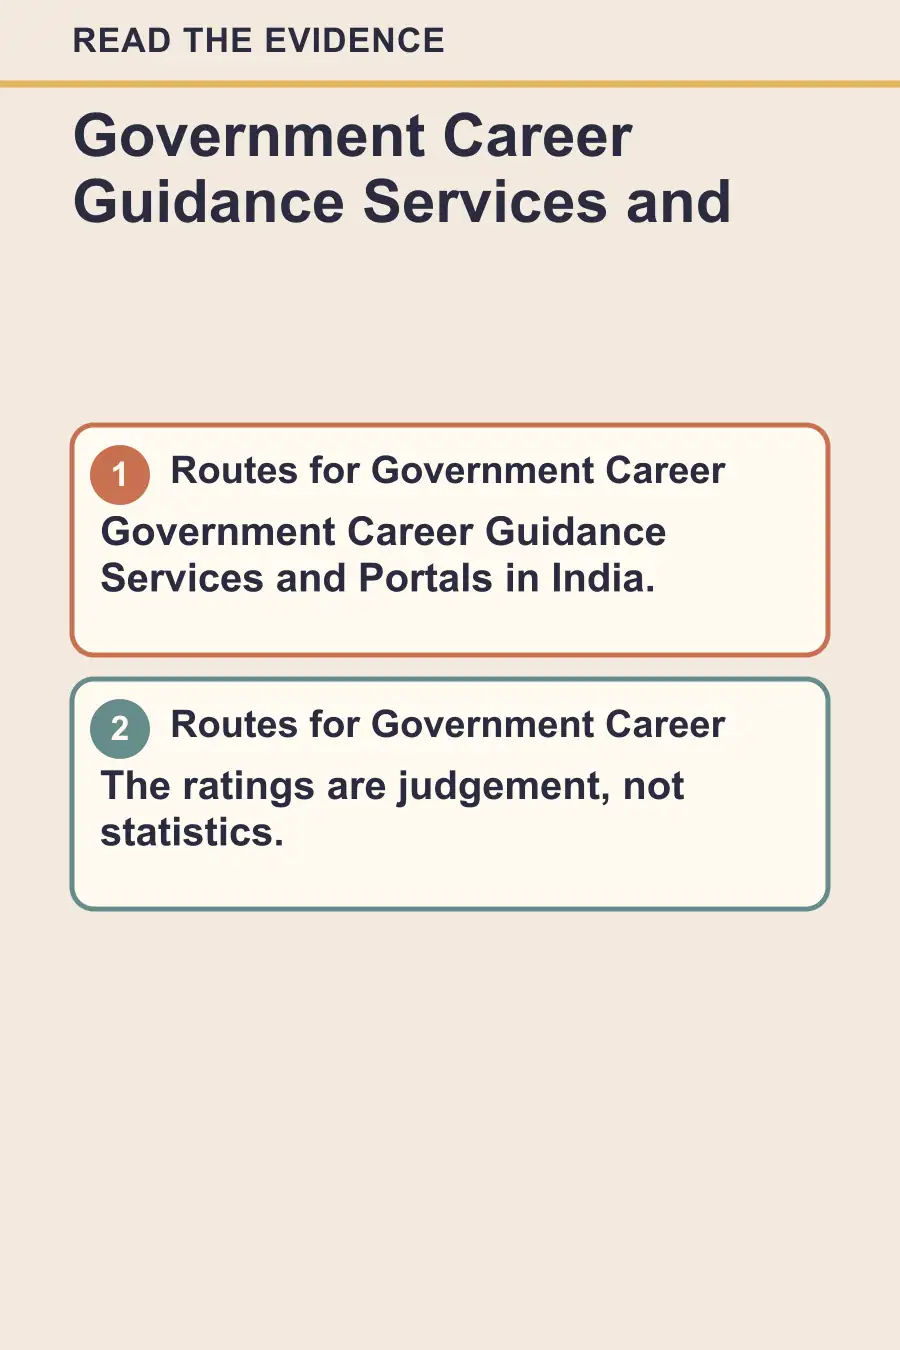 READ THE EVIDENCE
Government Career
Guidance Services and
1 Routes for Government Career
Government Career Guidance
Services and Portals in India.
2 Routes for Government Career
The ratings are judgement, not
statistics.